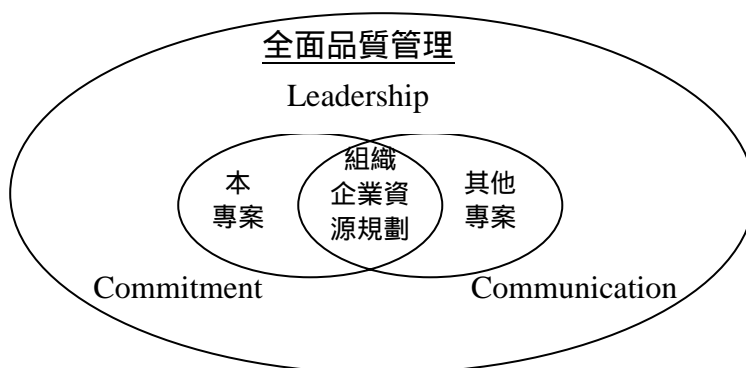 全面品質管理
Leadership
本
專案
組織
企業資
源規劃
其他
專案
Commitment
Communication